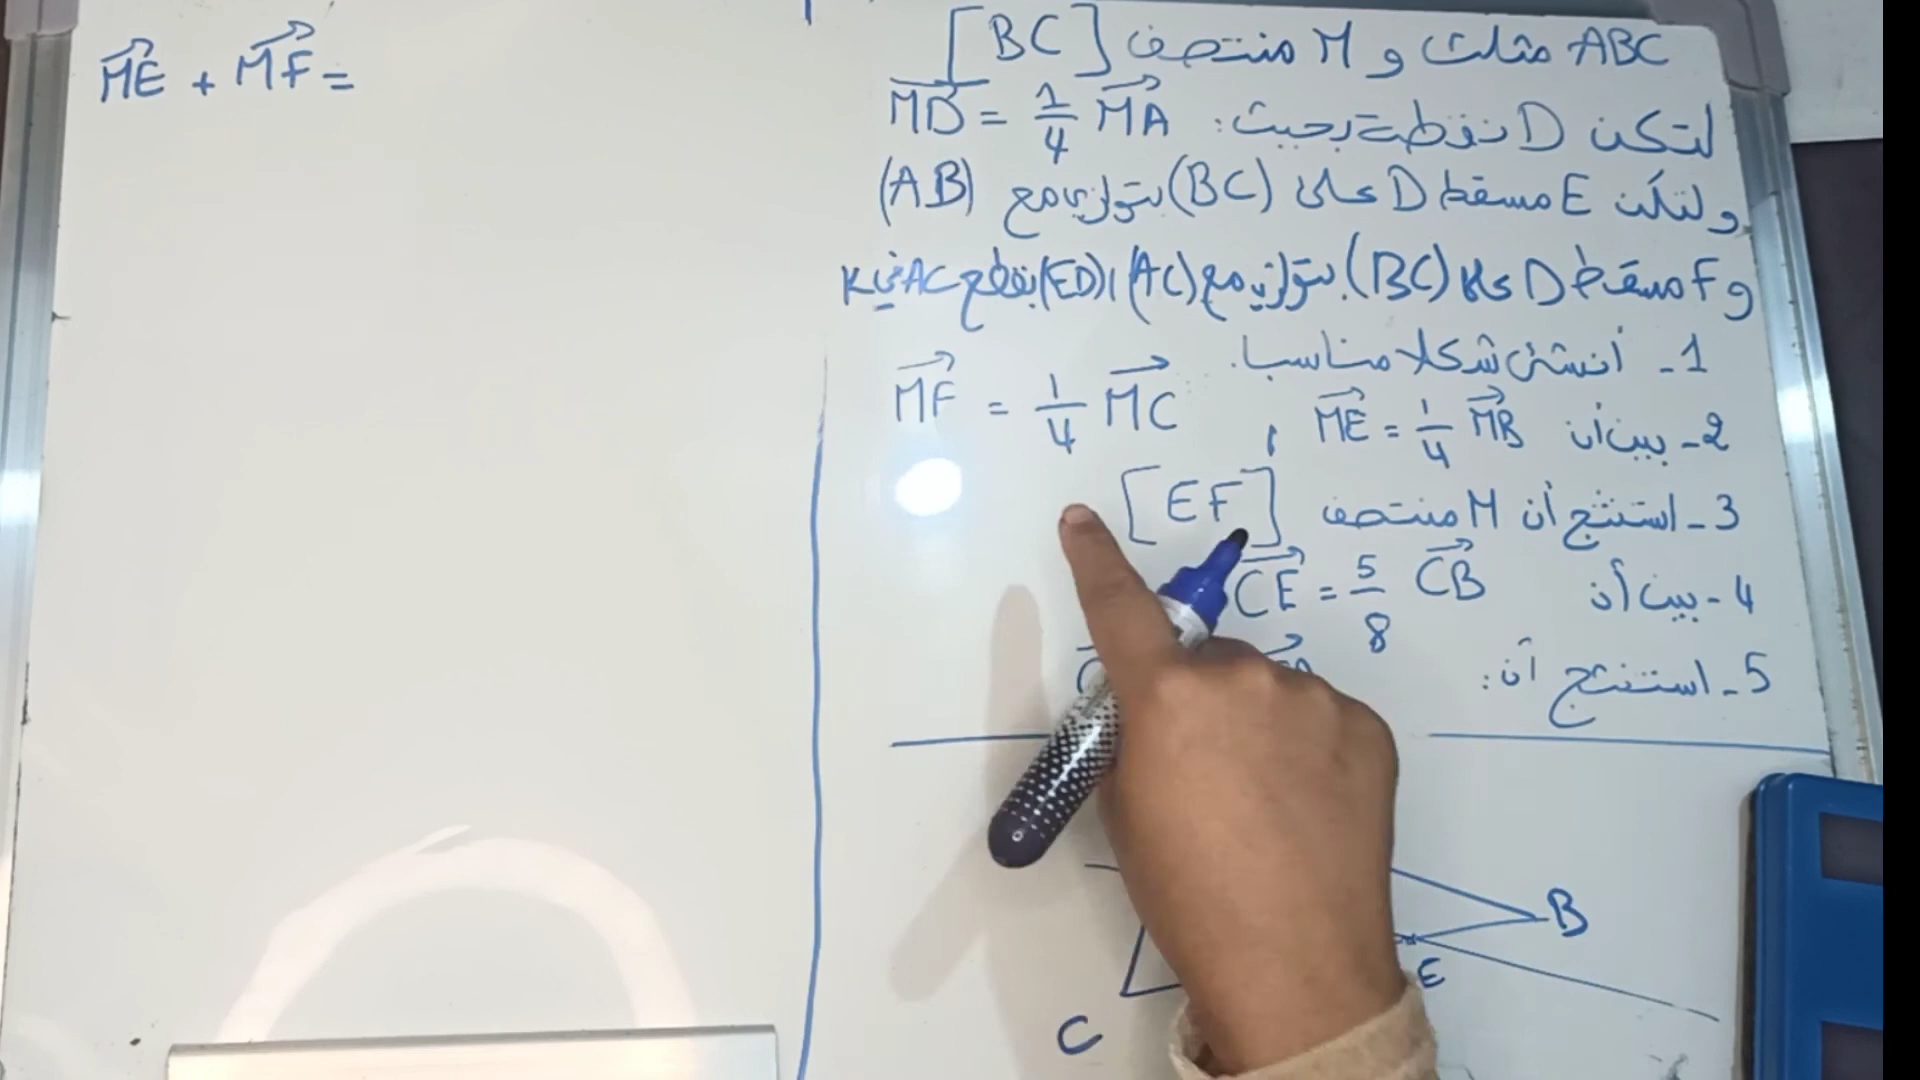 ABC مثلث و M منتصف [BC]
لتكن D نقطة بحيث: MD = 1/4 MA
و لتكن E مسقط D على (BC) بتوازي مع (AB)
و F مسقط D على (BC) بتوازي مع (AC) ، (ED) يقطع AC في K
1 - أنشئ شكلا مناسبا.
2 - بين أن ME = 1/4 MB ، MF = 1/4 MC
3 - استنتج أن M منتصف [EF]
4 - بين أن CE = 5/8 CB
5 - استنتج أن:
B
E
C
ME + MF =